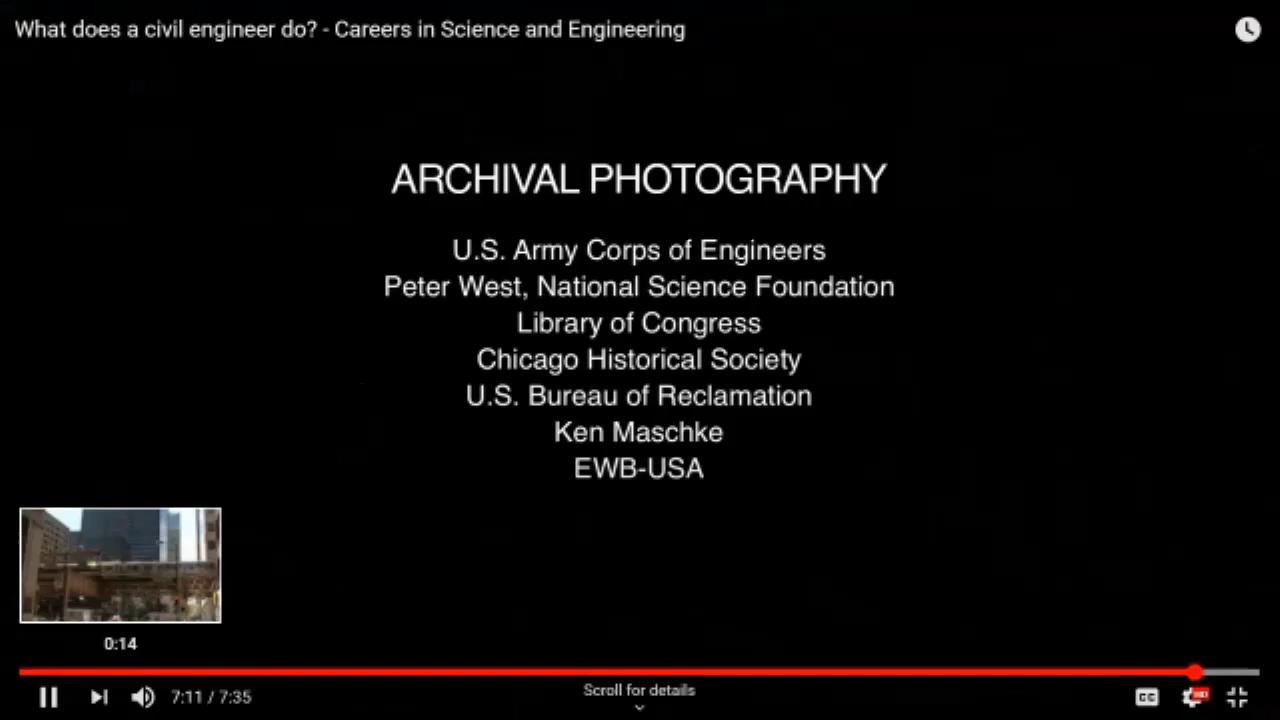 What does a civil engineer do? - Careers in Science and Engineering
ARCHIVAL PHOTOGRAPHY
U.S. Army Corps of Engineers
Peter West, National Science Foundation
Library of Congress
Chicago Historical Society
U.S. Bureau of Reclamation
Ken Maschke
EWB-USA
0:14
7:11 / 7:35
Scroll for details
CC
HD